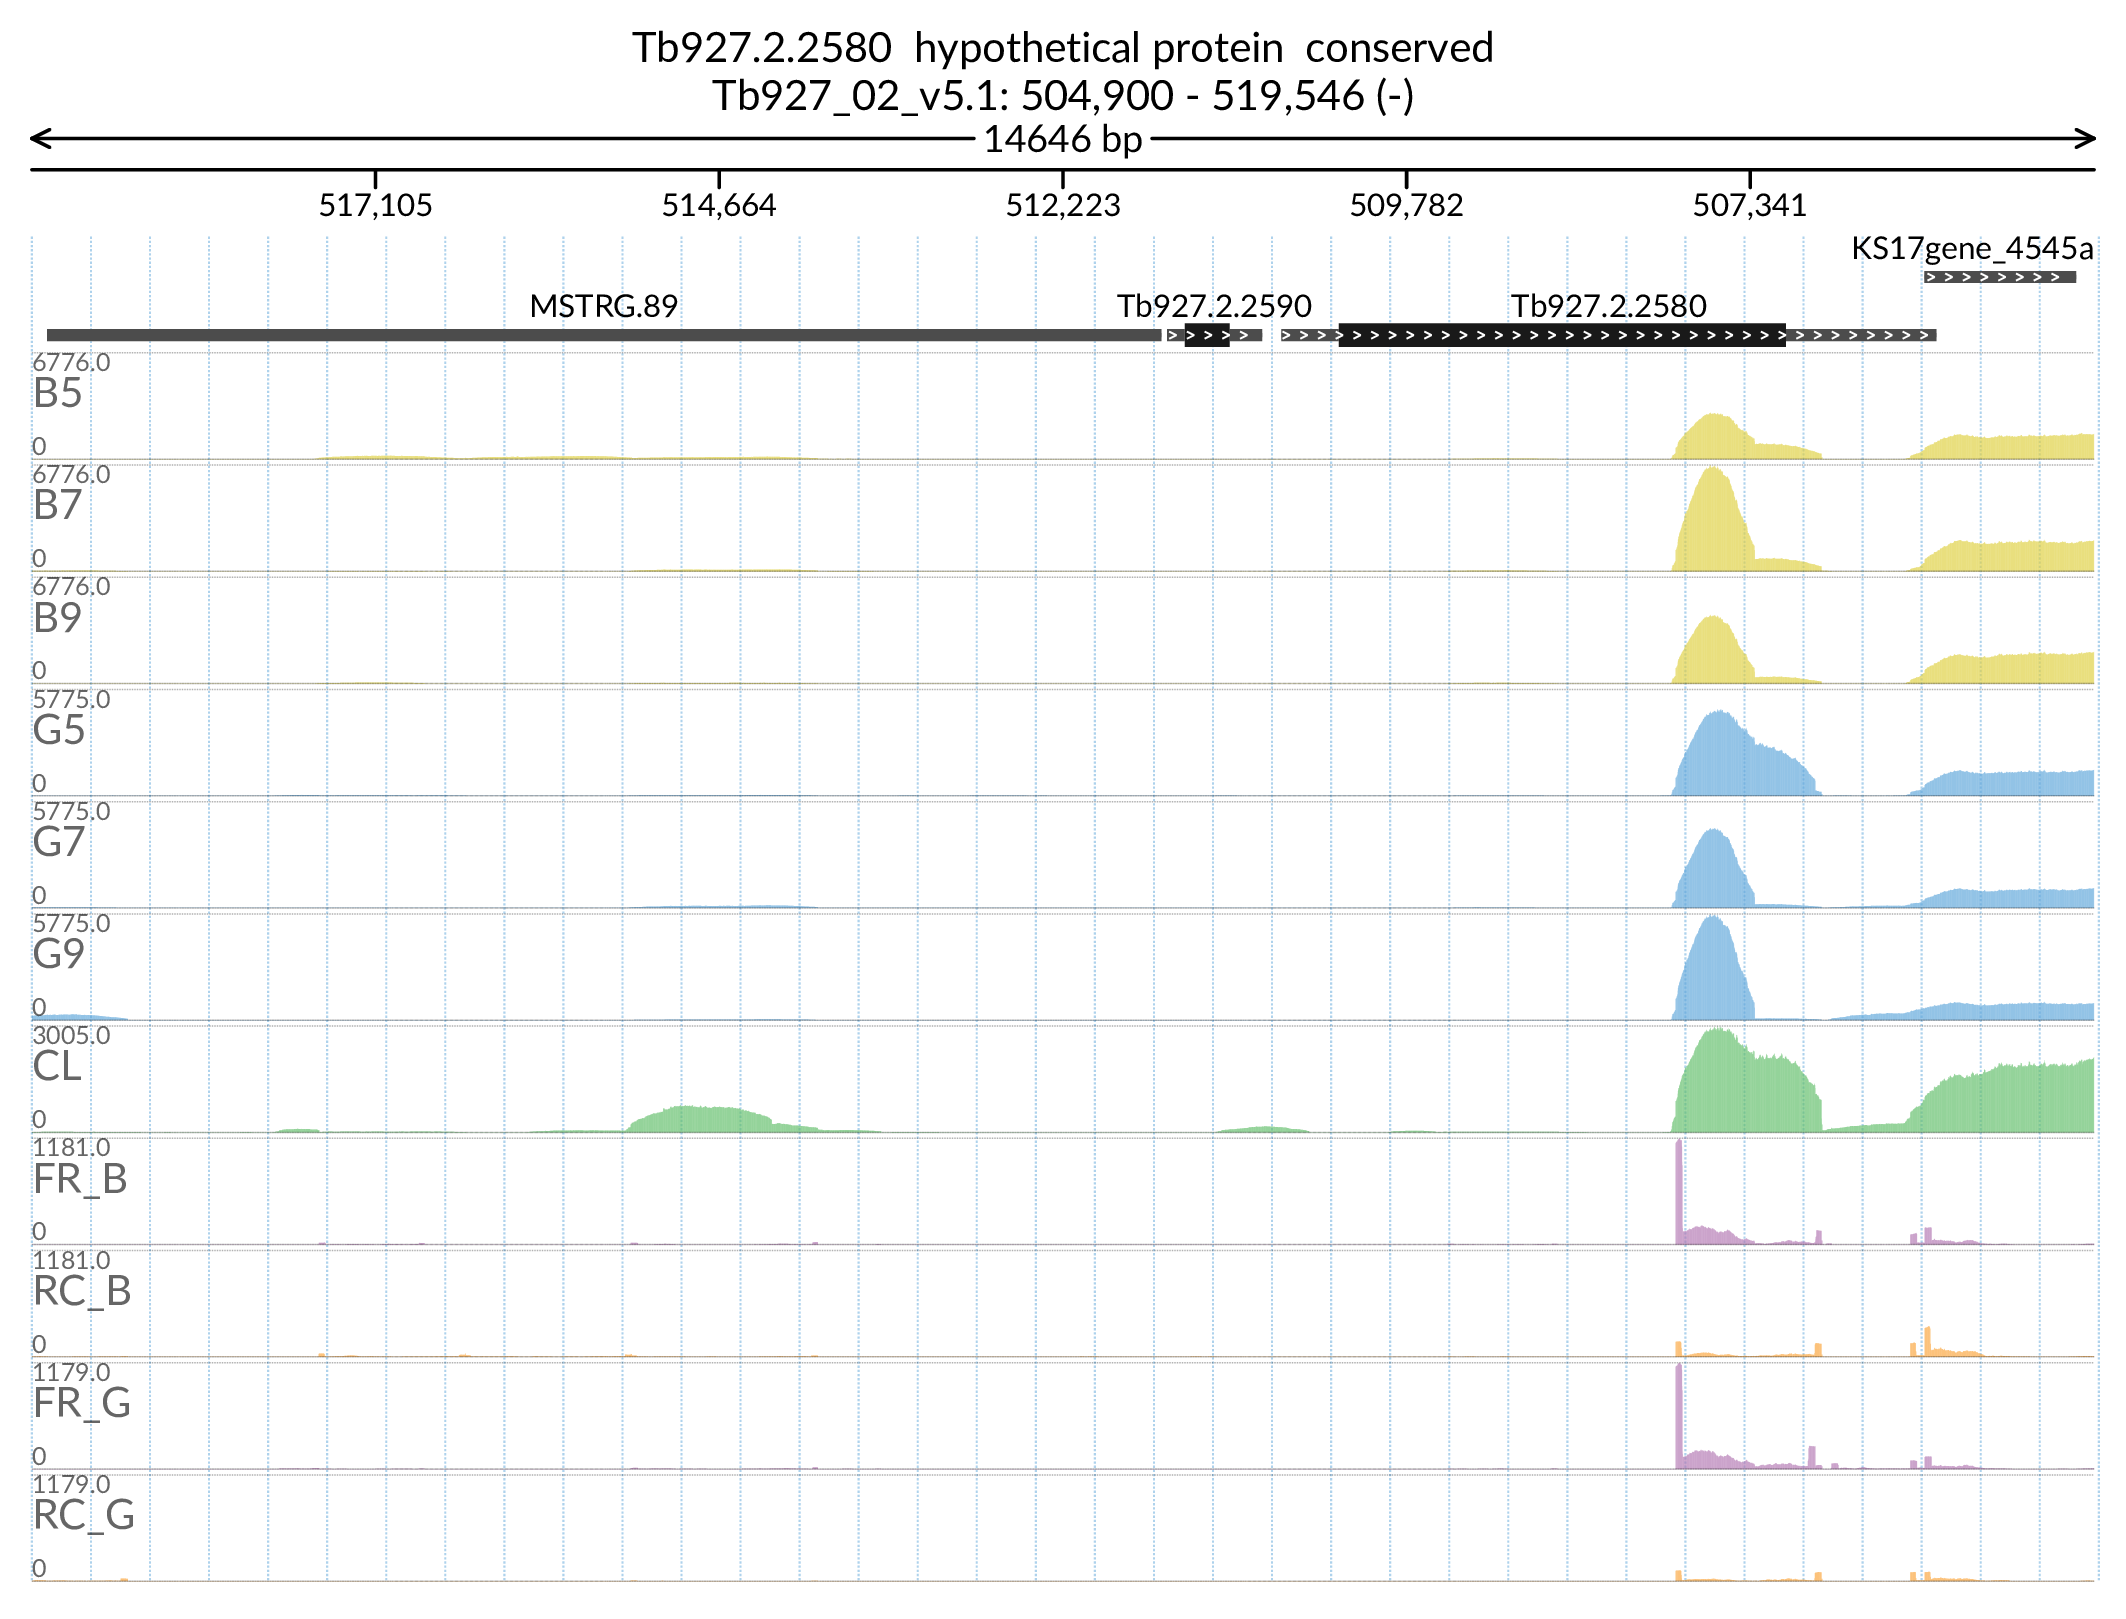 Tb927.2.2580  hypothetical protein  conserved
Tb927_02_v5.1: 504,900 - 519,546 (-)
14646 bp
517,105 514,664 512,223 509,782 507,341
KS17gene_4545a
MSTRG.89 Tb927.2.2590 Tb927.2.2580
6776.0
B5
0
6776.0
B7
0
6776.0
B9
0
5775.0
G5
0
5775.0
G7
0
5775.0
G9
0
3005.0
CL
0
1181.0
FR_B
0
1181.0
RC_B
0
1179.0
FR_G
0
1179.0
RC_G
0